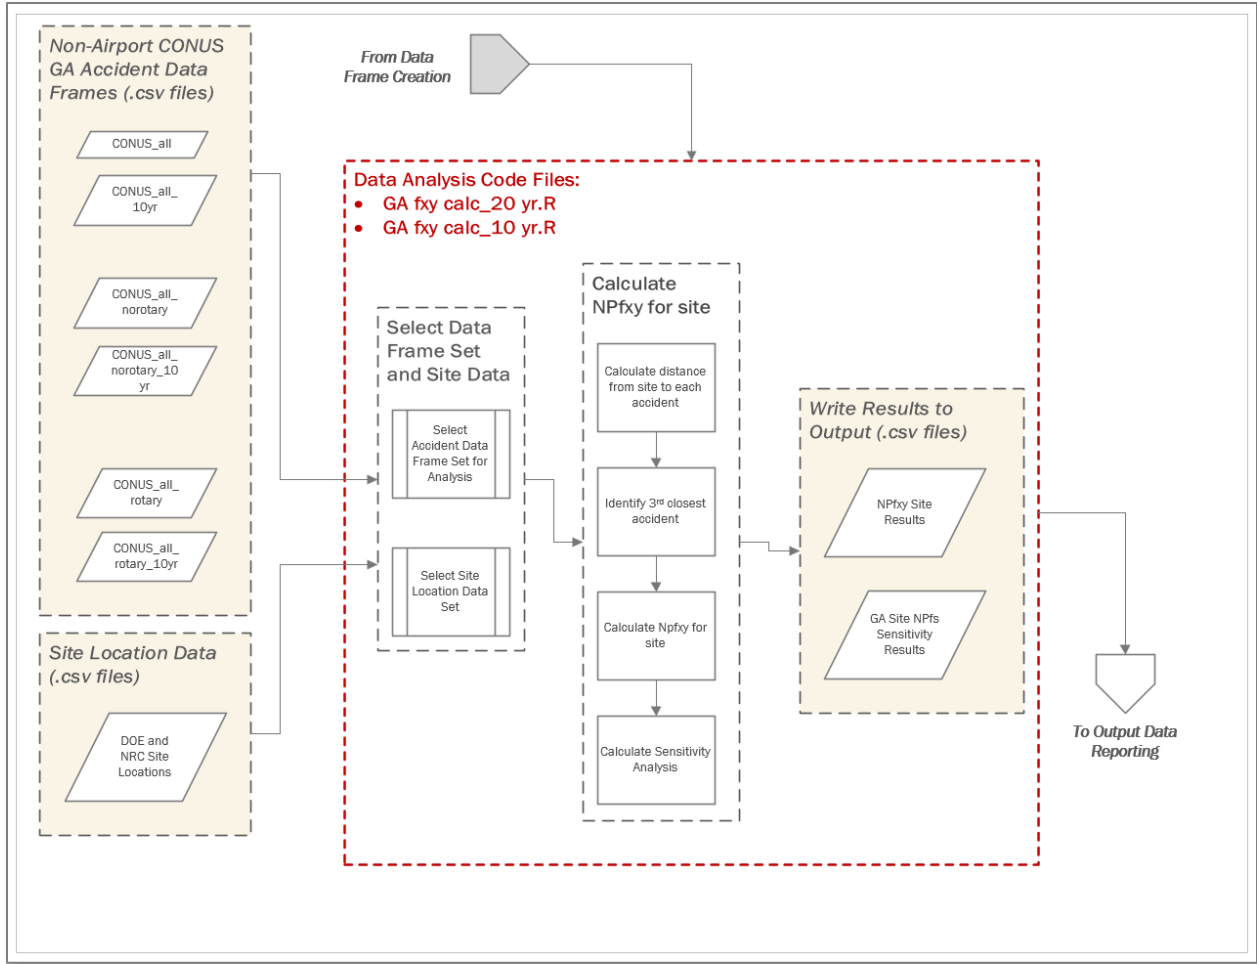 Non-Airport CONUS
GA Accident Data
Frames (.csv files)
CONUS_all
CONUS_all_
10yr
CONUS_all_
norotary
CONUS_all_
norotary_10
yr
CONUS_all_
rotary
CONUS_all_
rotary_10yr
Site Location Data
(.csv files)
DOE and
NRC Site
Locations
From Data
Frame Creation
Data Analysis Code Files:
• GA fxy calc_20 yr.R
• GA fxy calc_10 yr.R
Select Data
Frame Set
and Site Data
Select
Accident Data
Frame Set for
Analysis
Select Site
Location Data
Set
Calculate
NPfxy for site
Calculate distance
from site to each
accident
Identify 3rd closest
accident
Calculate Npfxy for
site
Calculate Sensitivity
Analysis
Write Results to
Output (.csv files)
NPfxy Site
Results
GA Site NPfs
Sensitivity
Results
To Output Data
Reporting